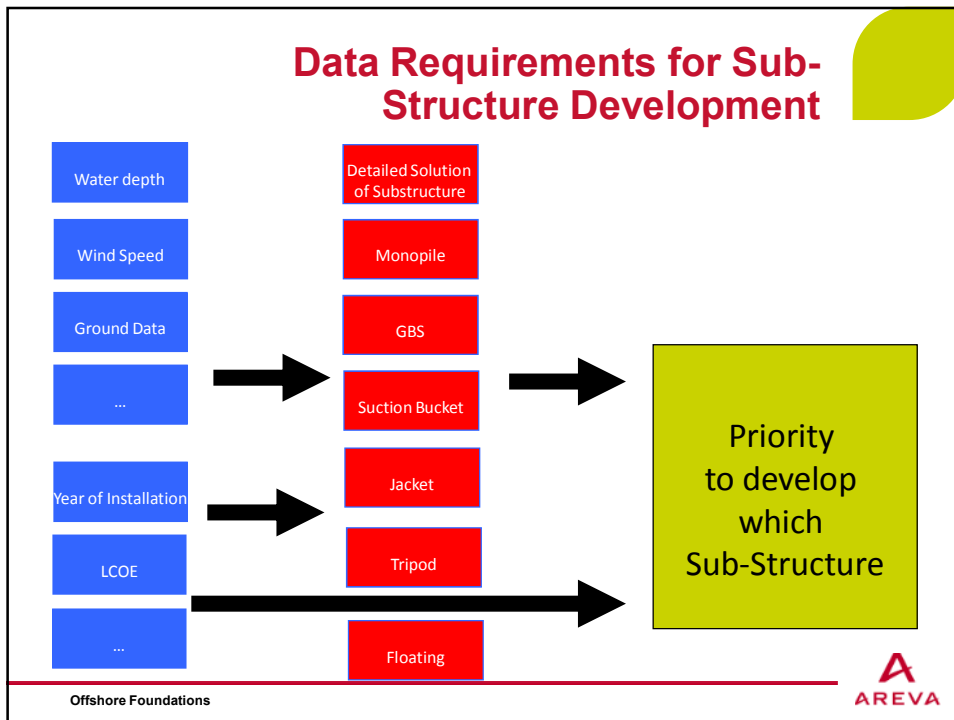 Data Requirements for Sub-
Structure Development
Water depth
Wind Speed
Ground Data
...
Year of Installation
LCOE
...
Detailed Solution
of Substructure
Monopile
GBS
Suction Bucket
Jacket
Tripod
Floating
Priority
to develop
which
Sub-Structure
Offshore Foundations
AREVA